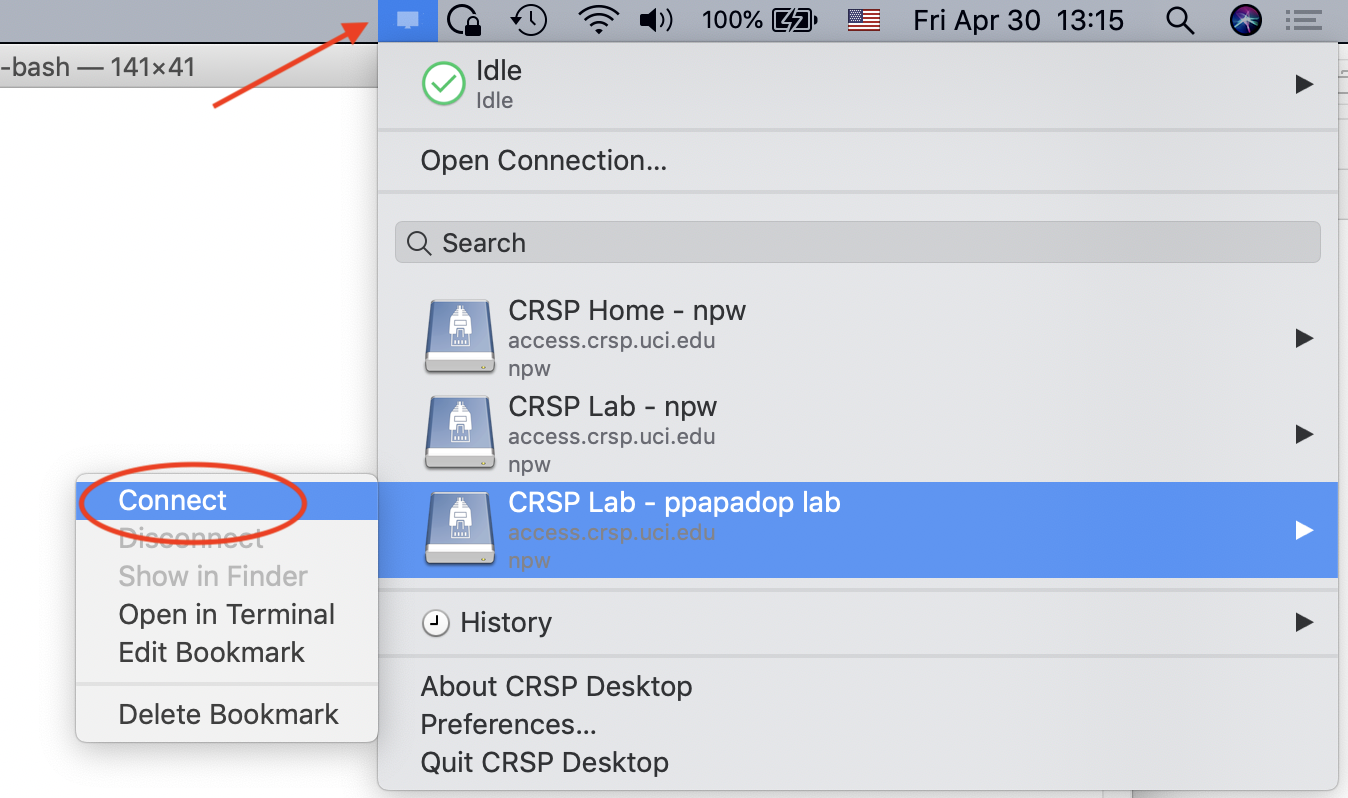 100%
Fri Apr 30 13:15
-bash — 141×41
Idle
Idle
Open Connection...
Search
CRSP Home - npw
access.crsp.uci.edu
npw
CRSP Lab - npw
access.crsp.uci.edu
npw
CRSP Lab - ppapadop lab
access.crsp.uci.edu
npw
Connect
Disconnect
Show in Finder
Open in Terminal
Edit Bookmark
Delete Bookmark
History
About CRSP Desktop
Preferences...
Quit CRSP Desktop